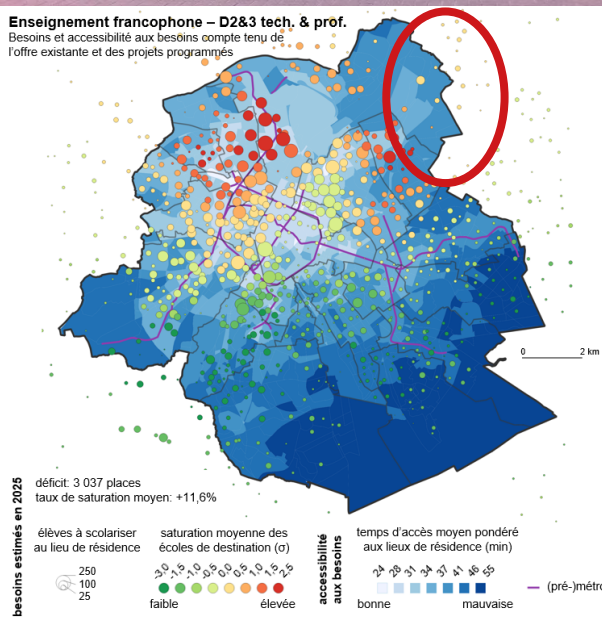 Enseignement francophone – D2&3 tech. & prof.
Besoins et accessibilité aux besoins compte tenu de
l'offre existante et des projets programmés
0 2 km
besoins estimés en 2025
déficit: 3 037 places
taux de saturation moyen: +11,6%
élèves à scolariser
au lieu de résidence
250
100
25
saturation moyenne des
écoles de destination (σ)
-3,0 -1,5 -1,0 -0,5 0,0 0,5 1,0 1,5 2,5
faible élevée
accessibilité
aux besoins
temps d'accès moyen pondéré
aux lieux de résidence (min)
24 28 31 34 37 41 46 55
bonne mauvaise
(pré-)métro